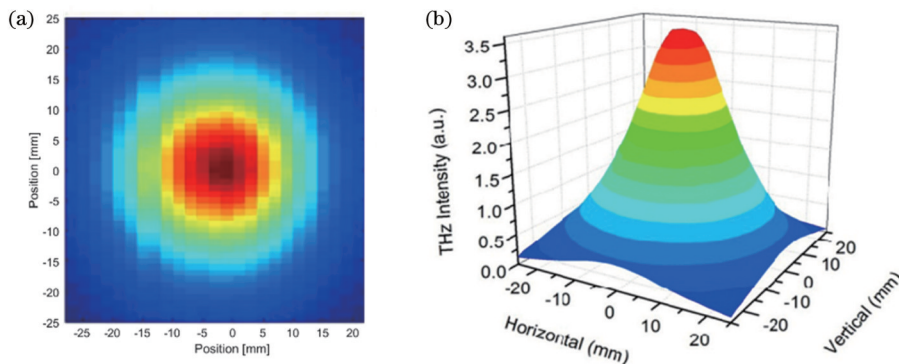 (a)
25
20
15
10
5
0
-5
-10
-15
-20
-25
Position [mm]
-25 -20 -15 -10 -5 0 5 10 15 20
Position [mm]
(b)
3.5
3.0
2.5
2.0
1.5
1.0
0.5
0.0
THz Intensity (a.u.)
-20 -10 0 10 20
Horizontal (mm)
-20 -10 0 10 20
Vertical (mm)